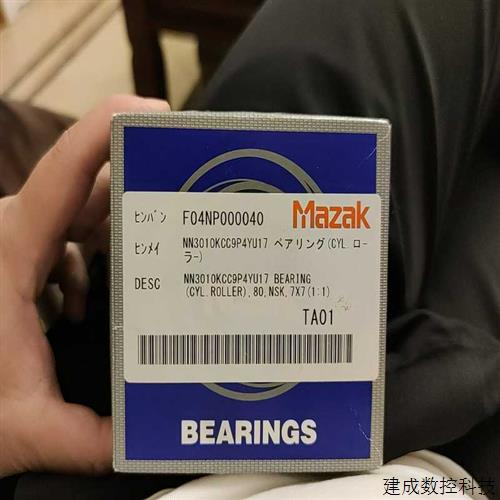 ﾋﾝﾊﾞﾝ F04NP000040 Mazak
ﾋﾝﾒｲ NN3010KCC9P4YU17 ベアリング(CYL.ロー
ラー)
DESC NN3010KCC9P4YU17 BEARING
(CYL.ROLLER),80,NSK,7X7(1:1)
TA01
BEARINGS
建成数控科技